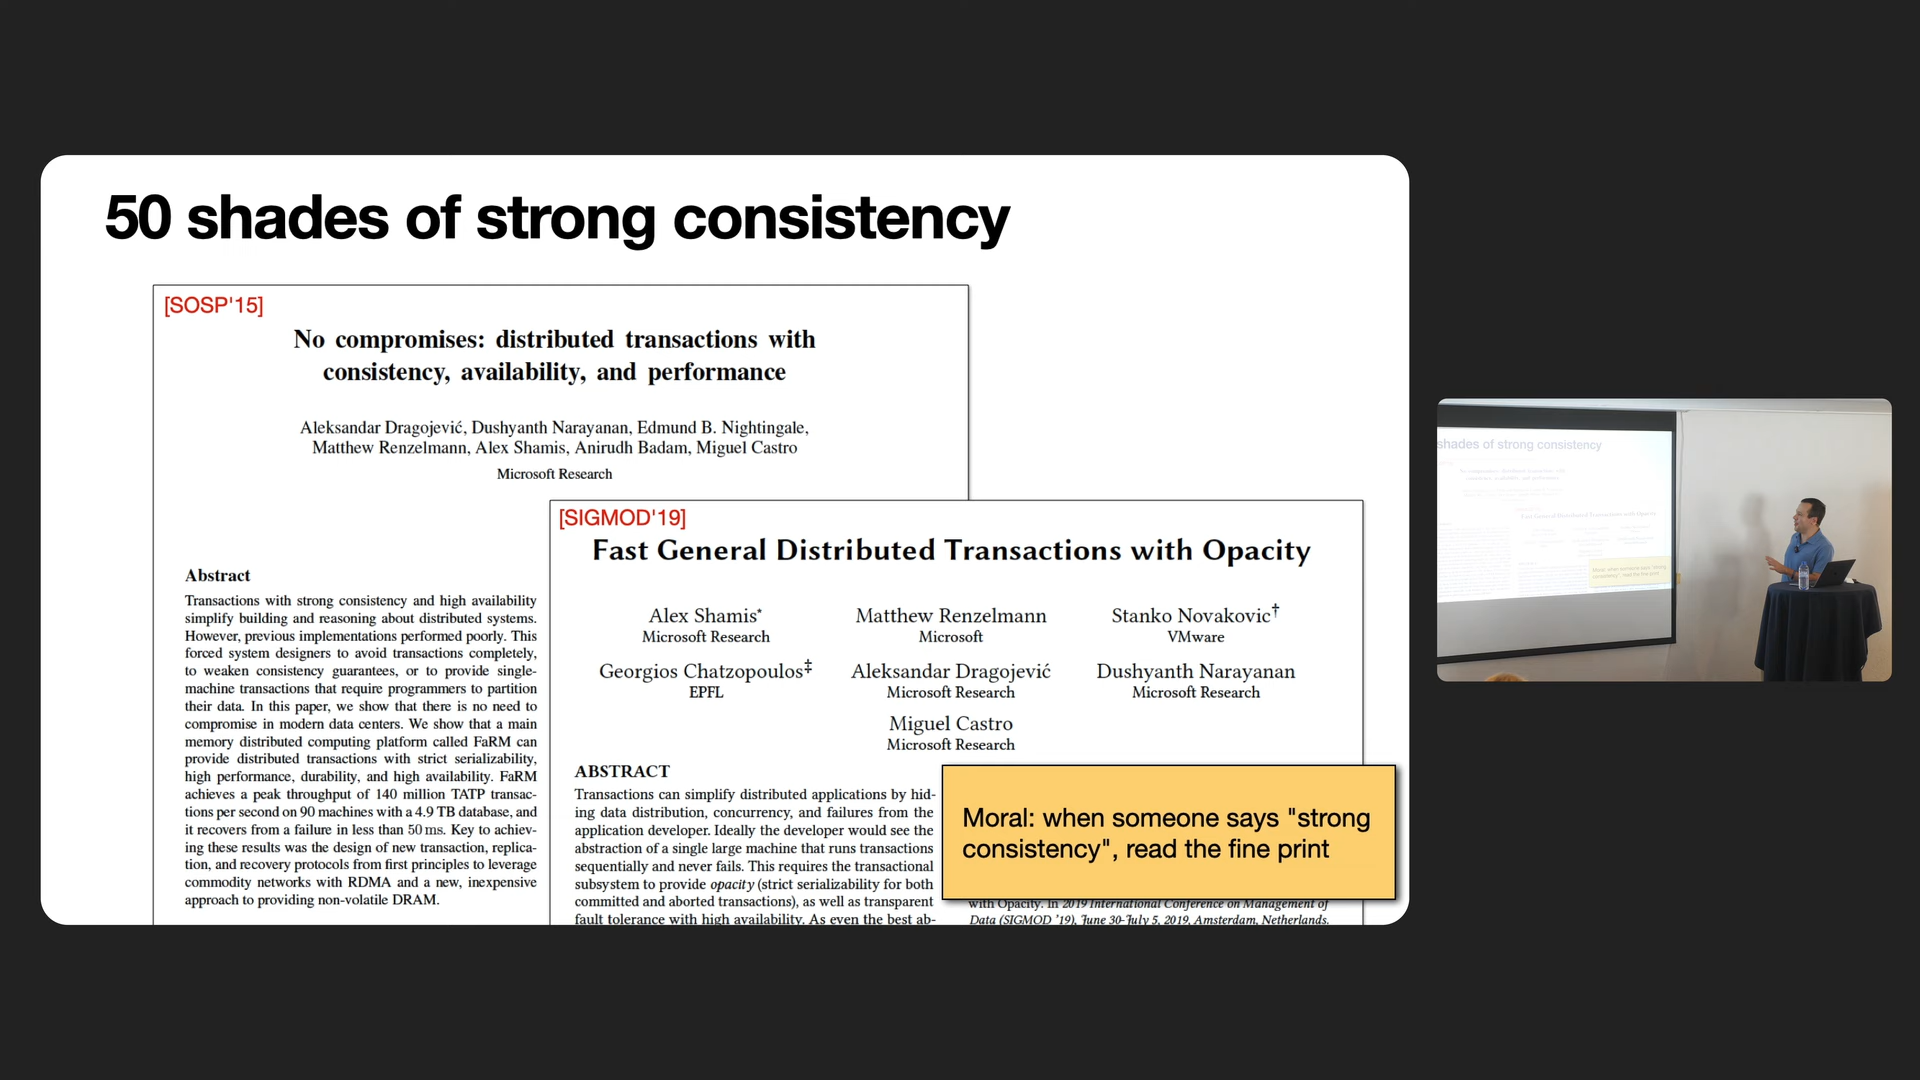 50 shades of strong consistency
[SOSP'15]
No compromises: distributed transactions with
consistency, availability, and performance
Aleksandar Dragojević, Dushyanth Narayanan, Edmund B. Nightingale,
Matthew Renzelmann, Alex Shamis, Anirudh Badam, Miguel Castro
Microsoft Research
Abstract
Transactions with strong consistency and high availability
simplify building and reasoning about distributed systems.
However, previous implementations performed poorly. This
forced system designers to avoid transactions completely,
to weaken consistency guarantees, or to provide single-
machine transactions that require programmers to partition
their data. In this paper, we show that there is no need to
compromise in modern data centers. We show that a main
memory distributed computing platform called FaRM can
provide distributed transactions with strict serializability,
high performance, durability, and high availability. FaRM
achieves a peak throughput of 140 million TATP transac-
tions per second on 90 machines with a 4.9 TB database, and
it recovers from a failure in less than 50 ms. Key to achiev-
ing these results was the design of new transaction, replica-
tion, and recovery protocols from first principles to leverage
commodity networks with RDMA and a new, inexpensive
approach to providing non-volatile DRAM.
[SIGMOD'19]
Fast General Distributed Transactions with Opacity
Alex Shamis*
Microsoft Research
Matthew Renzelmann
Microsoft
Stanko Novakovic†
VMware
Georgios Chatzopoulos‡
EPFL
Aleksandar Dragojević
Microsoft Research
Dushyanth Narayanan
Microsoft Research
Miguel Castro
Microsoft Research
ABSTRACT
Transactions can simplify distributed applications by hid-
ing data distribution, concurrency, and failures from the
application developer. Ideally the developer would see the
abstraction of a single large machine that runs transactions
sequentially and never fails. This requires the transactional
subsystem to provide opacity (strict serializability for both
committed and aborted transactions), as well as transparent
fault tolerance with high availability. As even the best ab-
Moral: when someone says "strong
consistency", read the fine print
with Opacity. In 2019 International Conference on Management of
Data (SIGMOD '19), June 30-July 5, 2019, Amsterdam, Netherlands.
shades of strong consistency
Fast General Distributed Transactions with Opacity
Moral: when someone says "strong
consistency", read the fine print